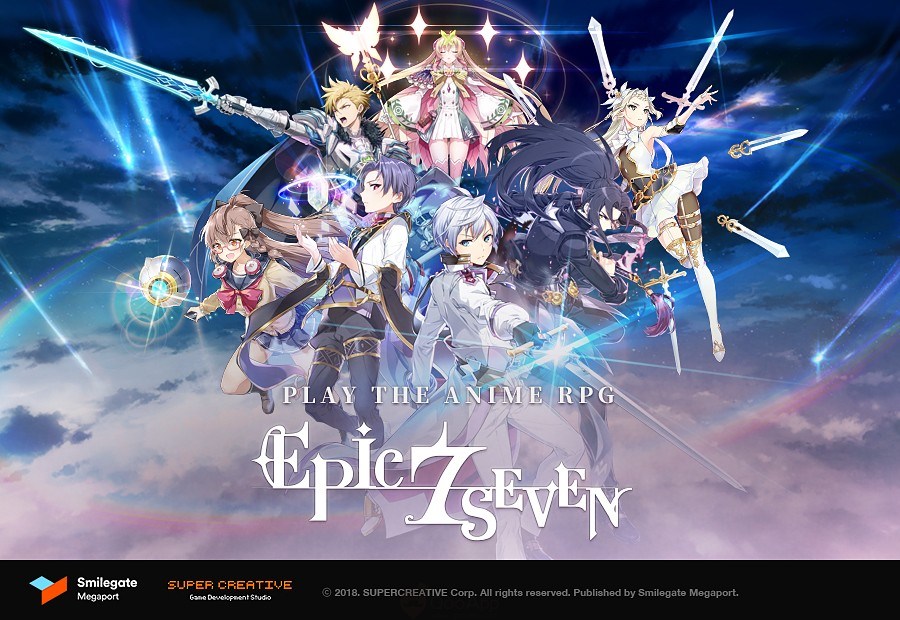 PLAY THE ANIME RPG
Epic 7 SEVEN
Smilegate
Megaport
SUPER CREATIVE
Game Development Studio
© 2018. SUPERCREATIVE Corp. All rights reserved. Published by Smilegate Megaport.